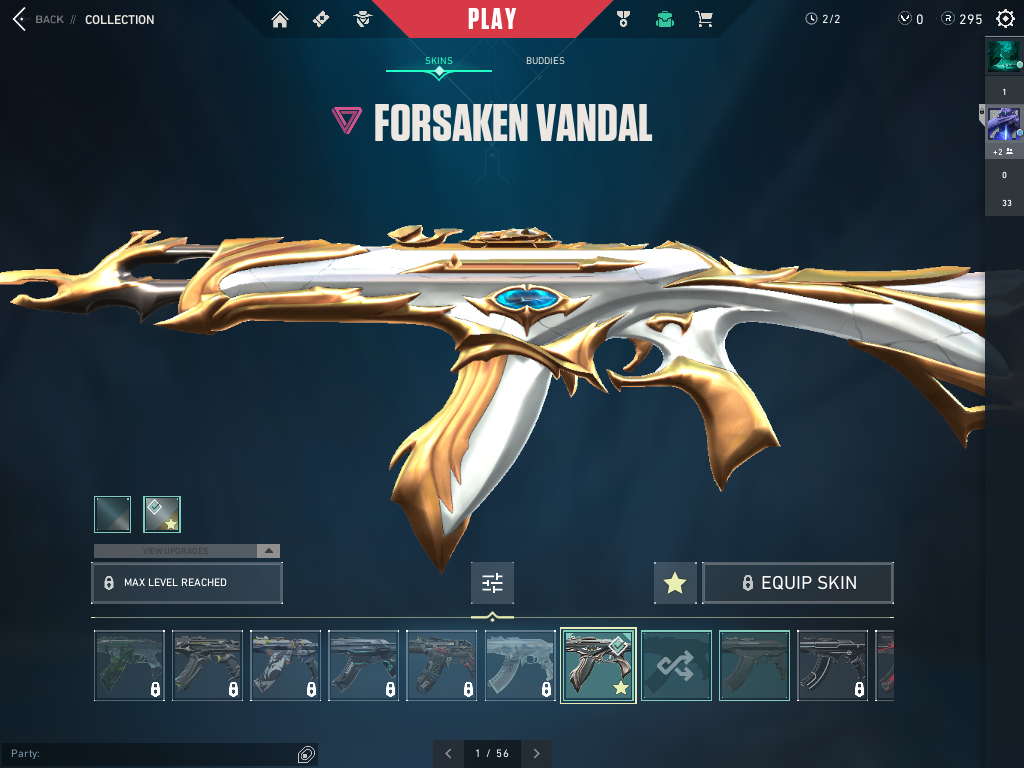 BACK // COLLECTION
PLAY
2/2
0
R 295
SKINS
BUDDIES
1
FORSAKEN VANDAL
+2
0
33
VIEW UPGRADES
MAX LEVEL REACHED
EQUIP SKIN
Party:
1 / 56